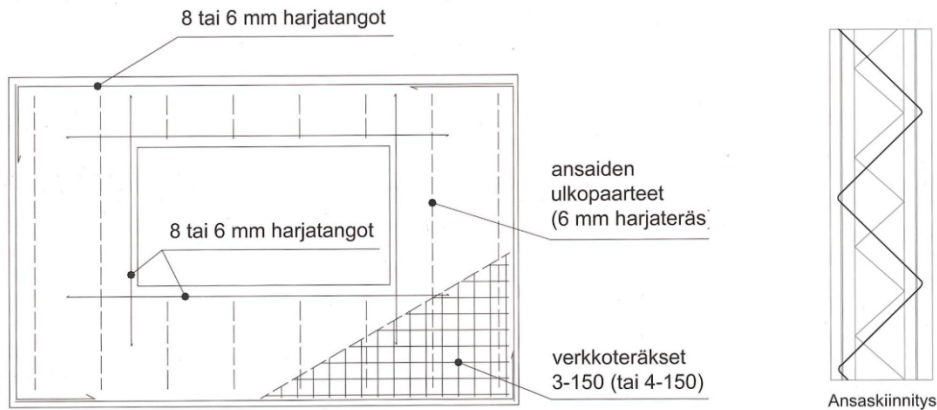 8 tai 6 mm harjatangot
ansaiden
ulkopaarteet
(6 mm harjateräs
8 tai 6 mm harjatangot
verkkoteräkset
3-150 (tai 4-150)
Ansaskiinnitys